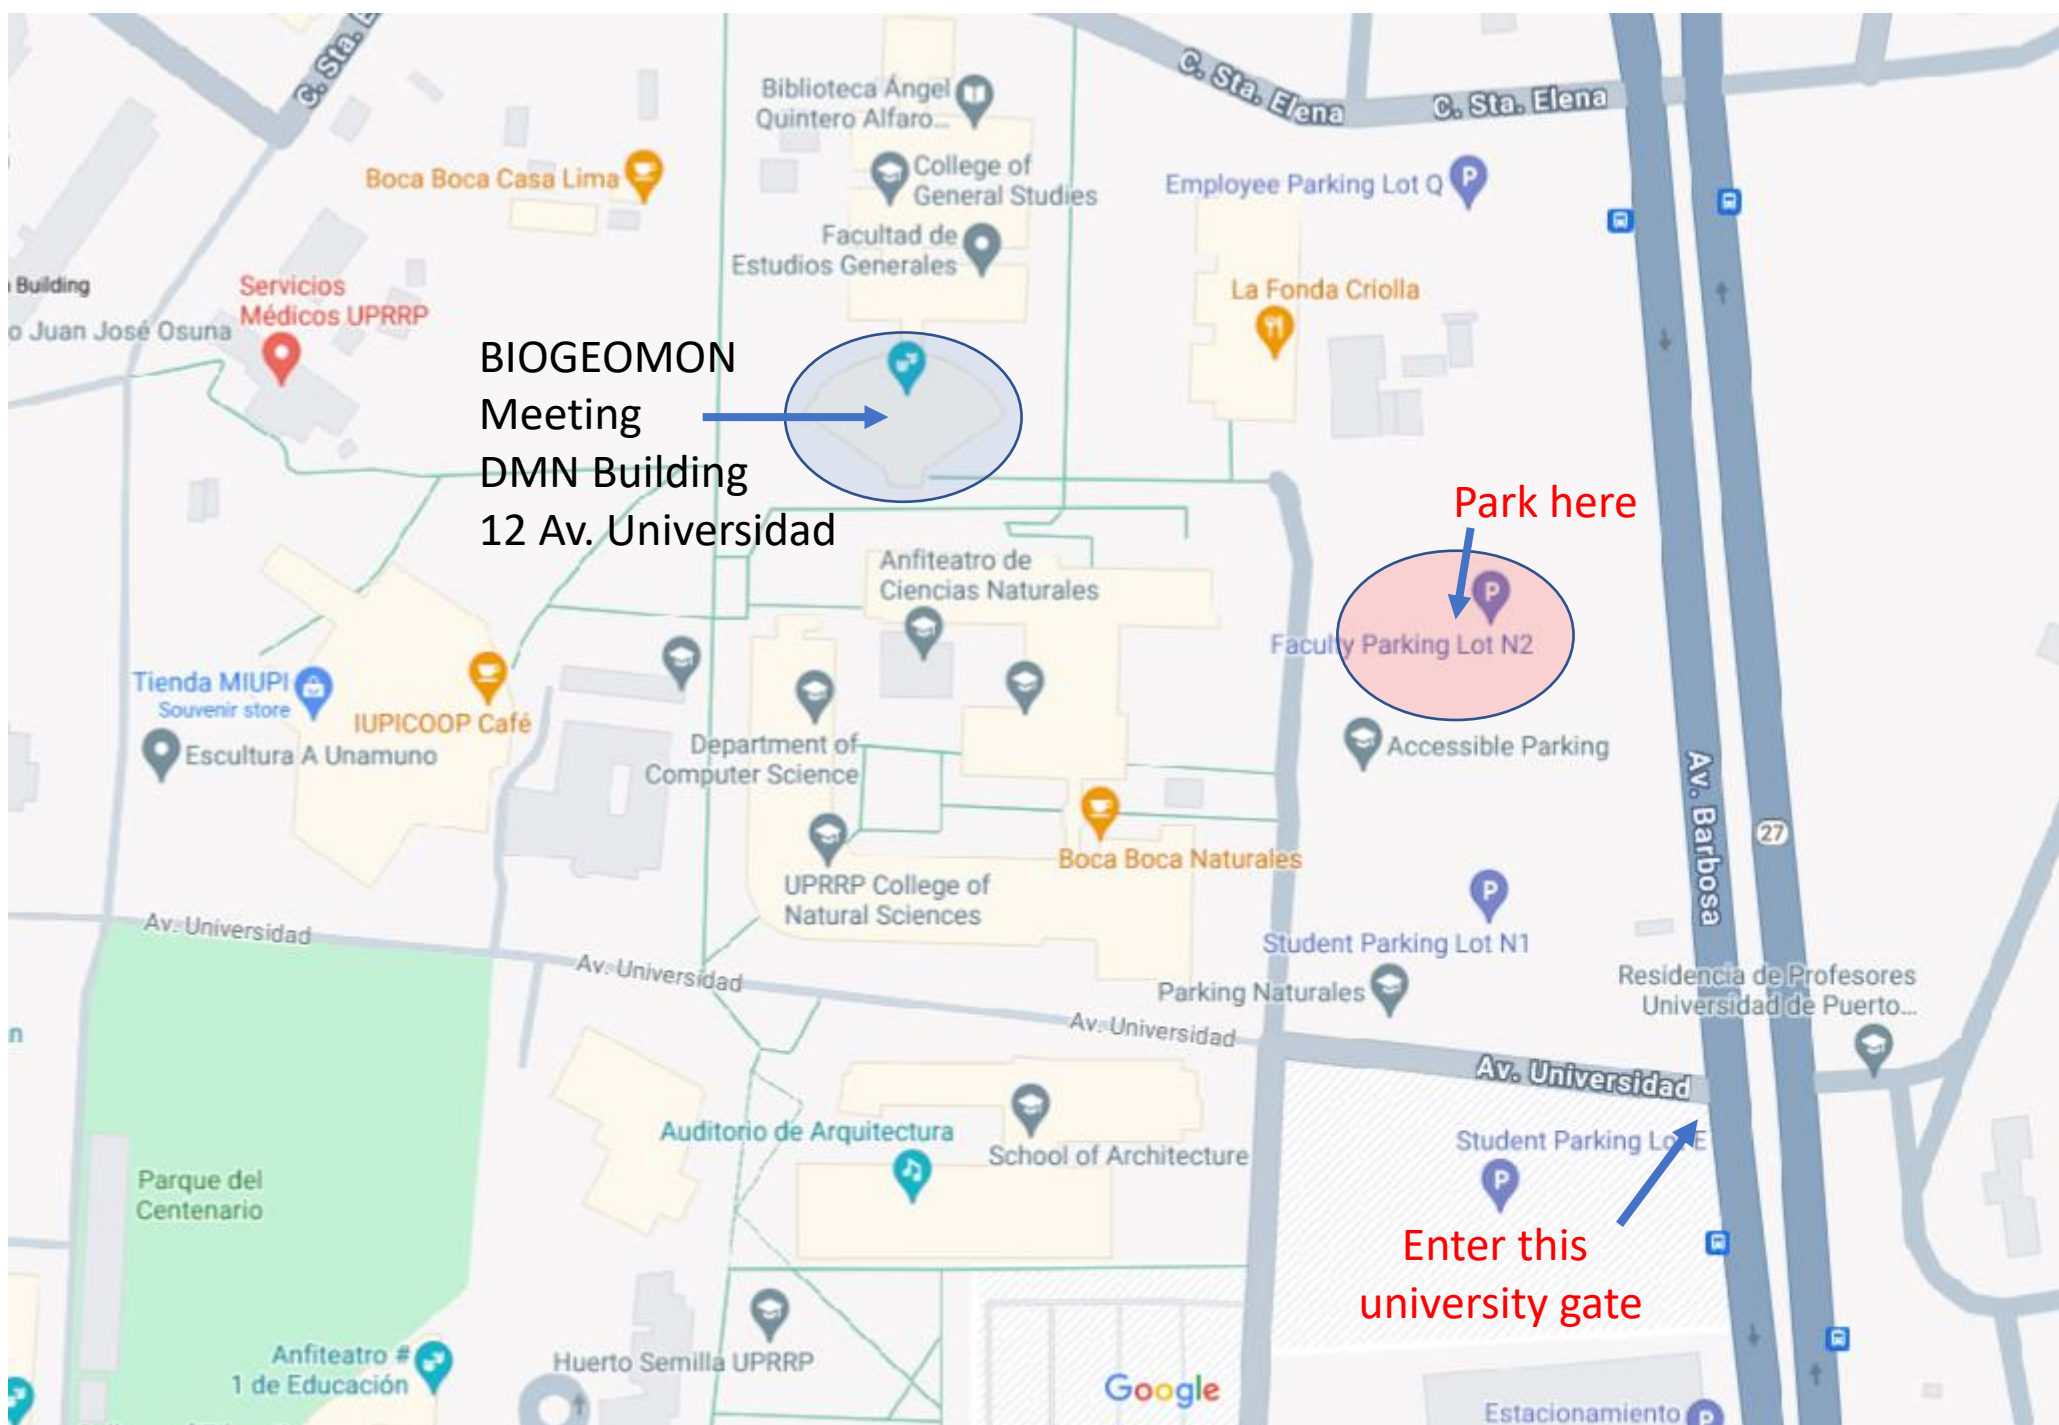 C. Sta. E
Biblioteca Ángel
Quintero Alfaro...
C. Sta. Elena
C. Sta. Elena
College of
General Studies
Boca Boca Casa Lima
Employee Parking Lot Q
Facultad de
Estudios Generales
Building
Servicios
Médicos UPRRP
o Juan José Osuna
La Fonda Criolla
BIOGEOMON
Meeting
DMN Building
12 Av. Universidad
Park here
Anfiteatro de
Ciencias Naturales
Faculty Parking Lot N2
Tienda MIUPI
Souvenir store
IUPICOOP Café
Escultura A Unamuno
Department of
Computer Science
Accessible Parking
Av. Barbosa
27
Boca Boca Naturales
UPRRP College of
Natural Sciences
Student Parking Lot N1
Av. Universidad
Av. Universidad
Parking Naturales
Residencia de Profesores
Universidad de Puerto...
Av. Universidad
Av. Universidad
n
Auditorio de Arquitectura
School of Architecture
Student Parking Lot E
Parque del
Centenario
Enter this
university gate
Anfiteatro #
1 de Educación
Huerto Semilla UPRRP
Google
Estacionamiento